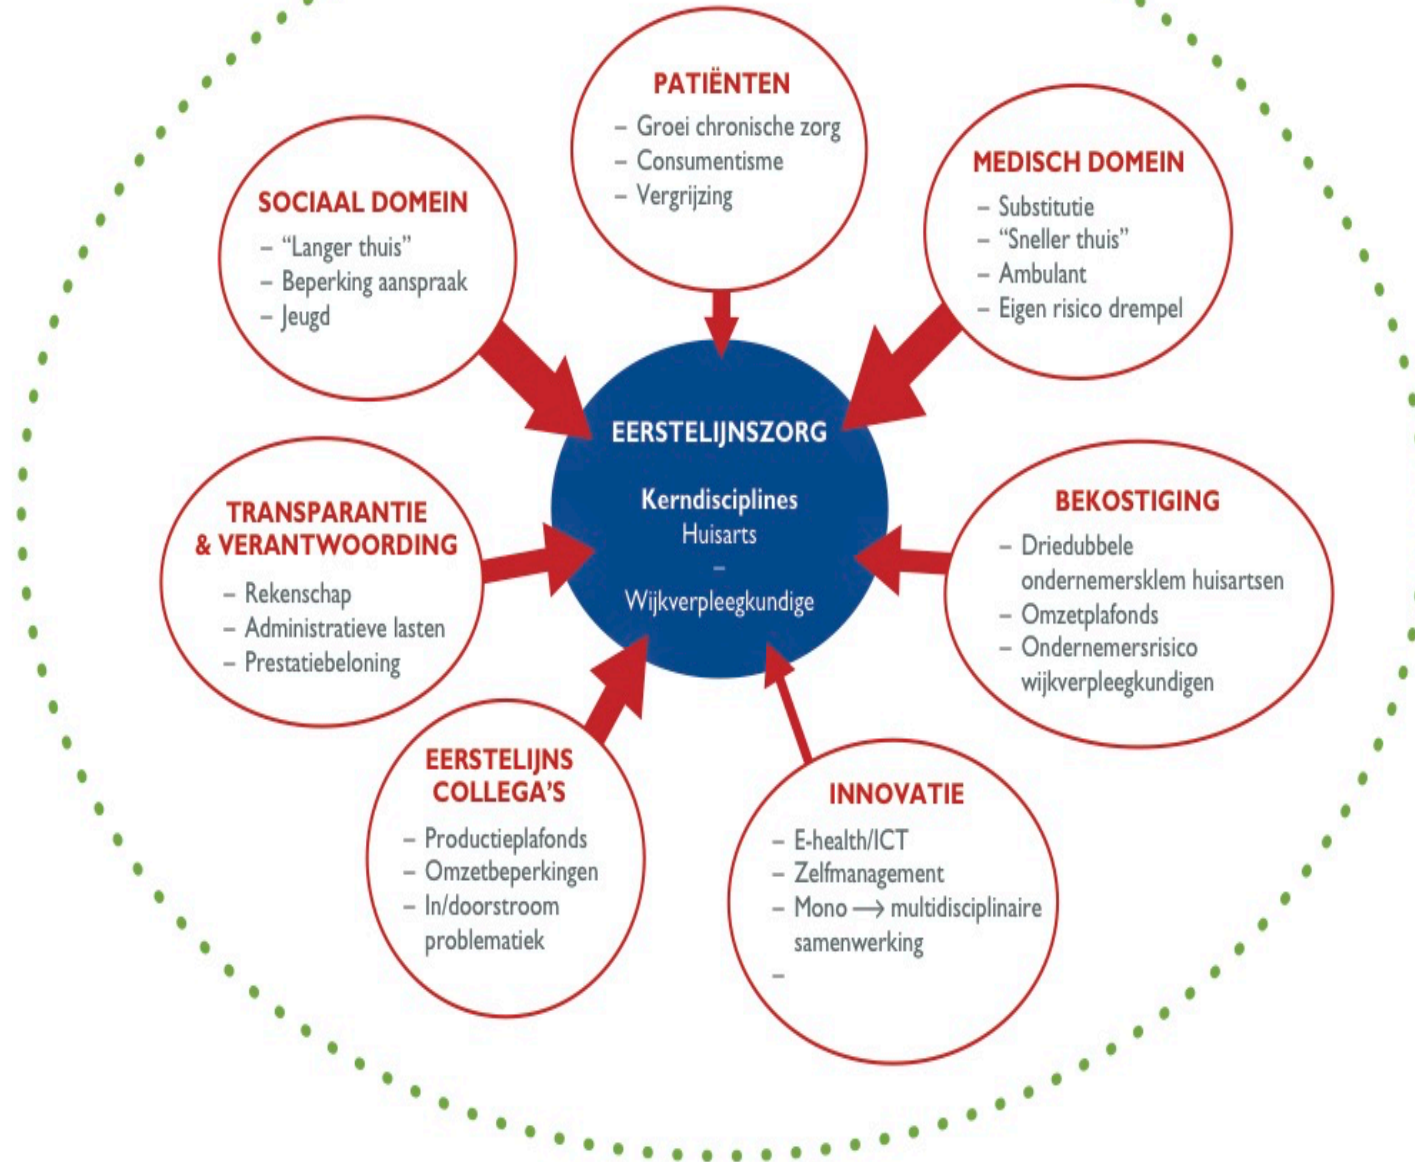 PATIËNTEN
– Groei chronische zorg
– Consumentisme
– Vergrijzing
MEDISCH DOMEIN
– Substitutie
– “Sneller thuis”
– Ambulant
– Eigen risico drempel
SOCIAAL DOMEIN
– “Langer thuis”
– Beperking aanspraak
– Jeugd
EERSTELIJNSZORG
Kerndisciplines
Huisarts
–
Wijkverpleegkundige
TRANSPARANTIE
& VERANTWOORDING
– Rekenschap
– Administratieve lasten
– Prestatiebeloning
BEKOSTIGING
– Driedubbele
ondernemersklem huisartsen
– Omzetplafonds
– Ondernemersrisico
wijkverpleegkundigen
EERSTELIJNS
COLLEGA’S
– Productieplafonds
– Omzetbeperkingen
– In/doorstroom
problematiek
INNOVATIE
– E-health/ICT
– Zelfmanagement
– Mono → multidisciplinaire
samenwerking
–